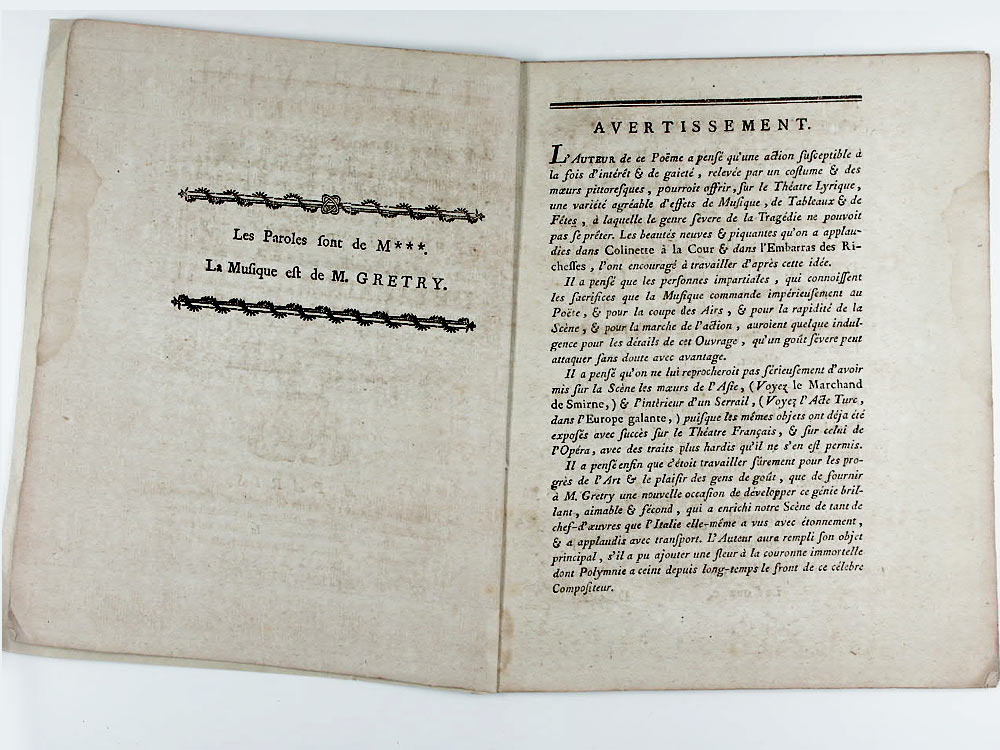 Les Paroles ſont de M***.
La Muſique eſt de M. GRETRY.
AVERTISSEMENT.
L'AUTEUR de ce Poëme a penſé qu'une action ſuſceptible à
la fois d'intérêt & de gaieté, relevée par un coſtume & des
mœurs pittoreſques, pourroit offrir, ſur le Théatre Lyrique,
une variété agréable d'effets de Muſique, de Tableaux & de
Fêtes, à laquelle le genre ſévere de la Tragédie ne pouvoit
pas ſe prêter. Les beautés neuves & piquantes qu'on a applau-
dies dans Colinette à la Cour & dans l'Embarras des Ri-
cheſſes, l'ont encouragé à travailler d'après cette idée.
Il a penſé que les perſonnes impartiales, qui connoiſſent
les ſacrifices que la Muſique commande impérieuſement au
Poëte, & pour la coupe des Airs, & pour la rapidité de la
Scène, & pour la marche de l'action, auroient quelque indul-
gence pour les détails de cet Ouvrage, qu'un goût ſévere peut
attaquer ſans doute avec avantage.
Il a penſé qu'on ne lui reprocheroit pas ſérieuſement d'avoir
mis ſur la Scène les mœurs de l'Aſie, (Voyez le Marchand
de Smirne,) & l'intérieur d'un Serrail, (Voyez l'Acte Turc,
dans l'Europe galante,) puiſque les mêmes objets ont déja été
expoſés avec ſuccès ſur le Théatre Français, & ſur celui de
l'Opéra, avec des traits plus hardis qu'il ne s'en eſt permis.
Il a penſé enfin que c'étoit travailler ſûrement pour les pro-
grès de l'Art & le plaiſir des gens de goût, que de fournir
à M. Gretry une nouvelle occaſion de développer ce génie bril-
lant, aimable & fécond, qui a enrichi notre Scène de tant de
chef-d'œuvres que l'Italie elle-même a vus avec étonnement,
& a applaudis avec tranſport. L'Auteur aura rempli ſon objet
principal, s'il a pu ajouter une fleur à la couronne immortelle
dont Polymnie a ceint depuis long-temps le front de ce célebre
Compoſiteur.